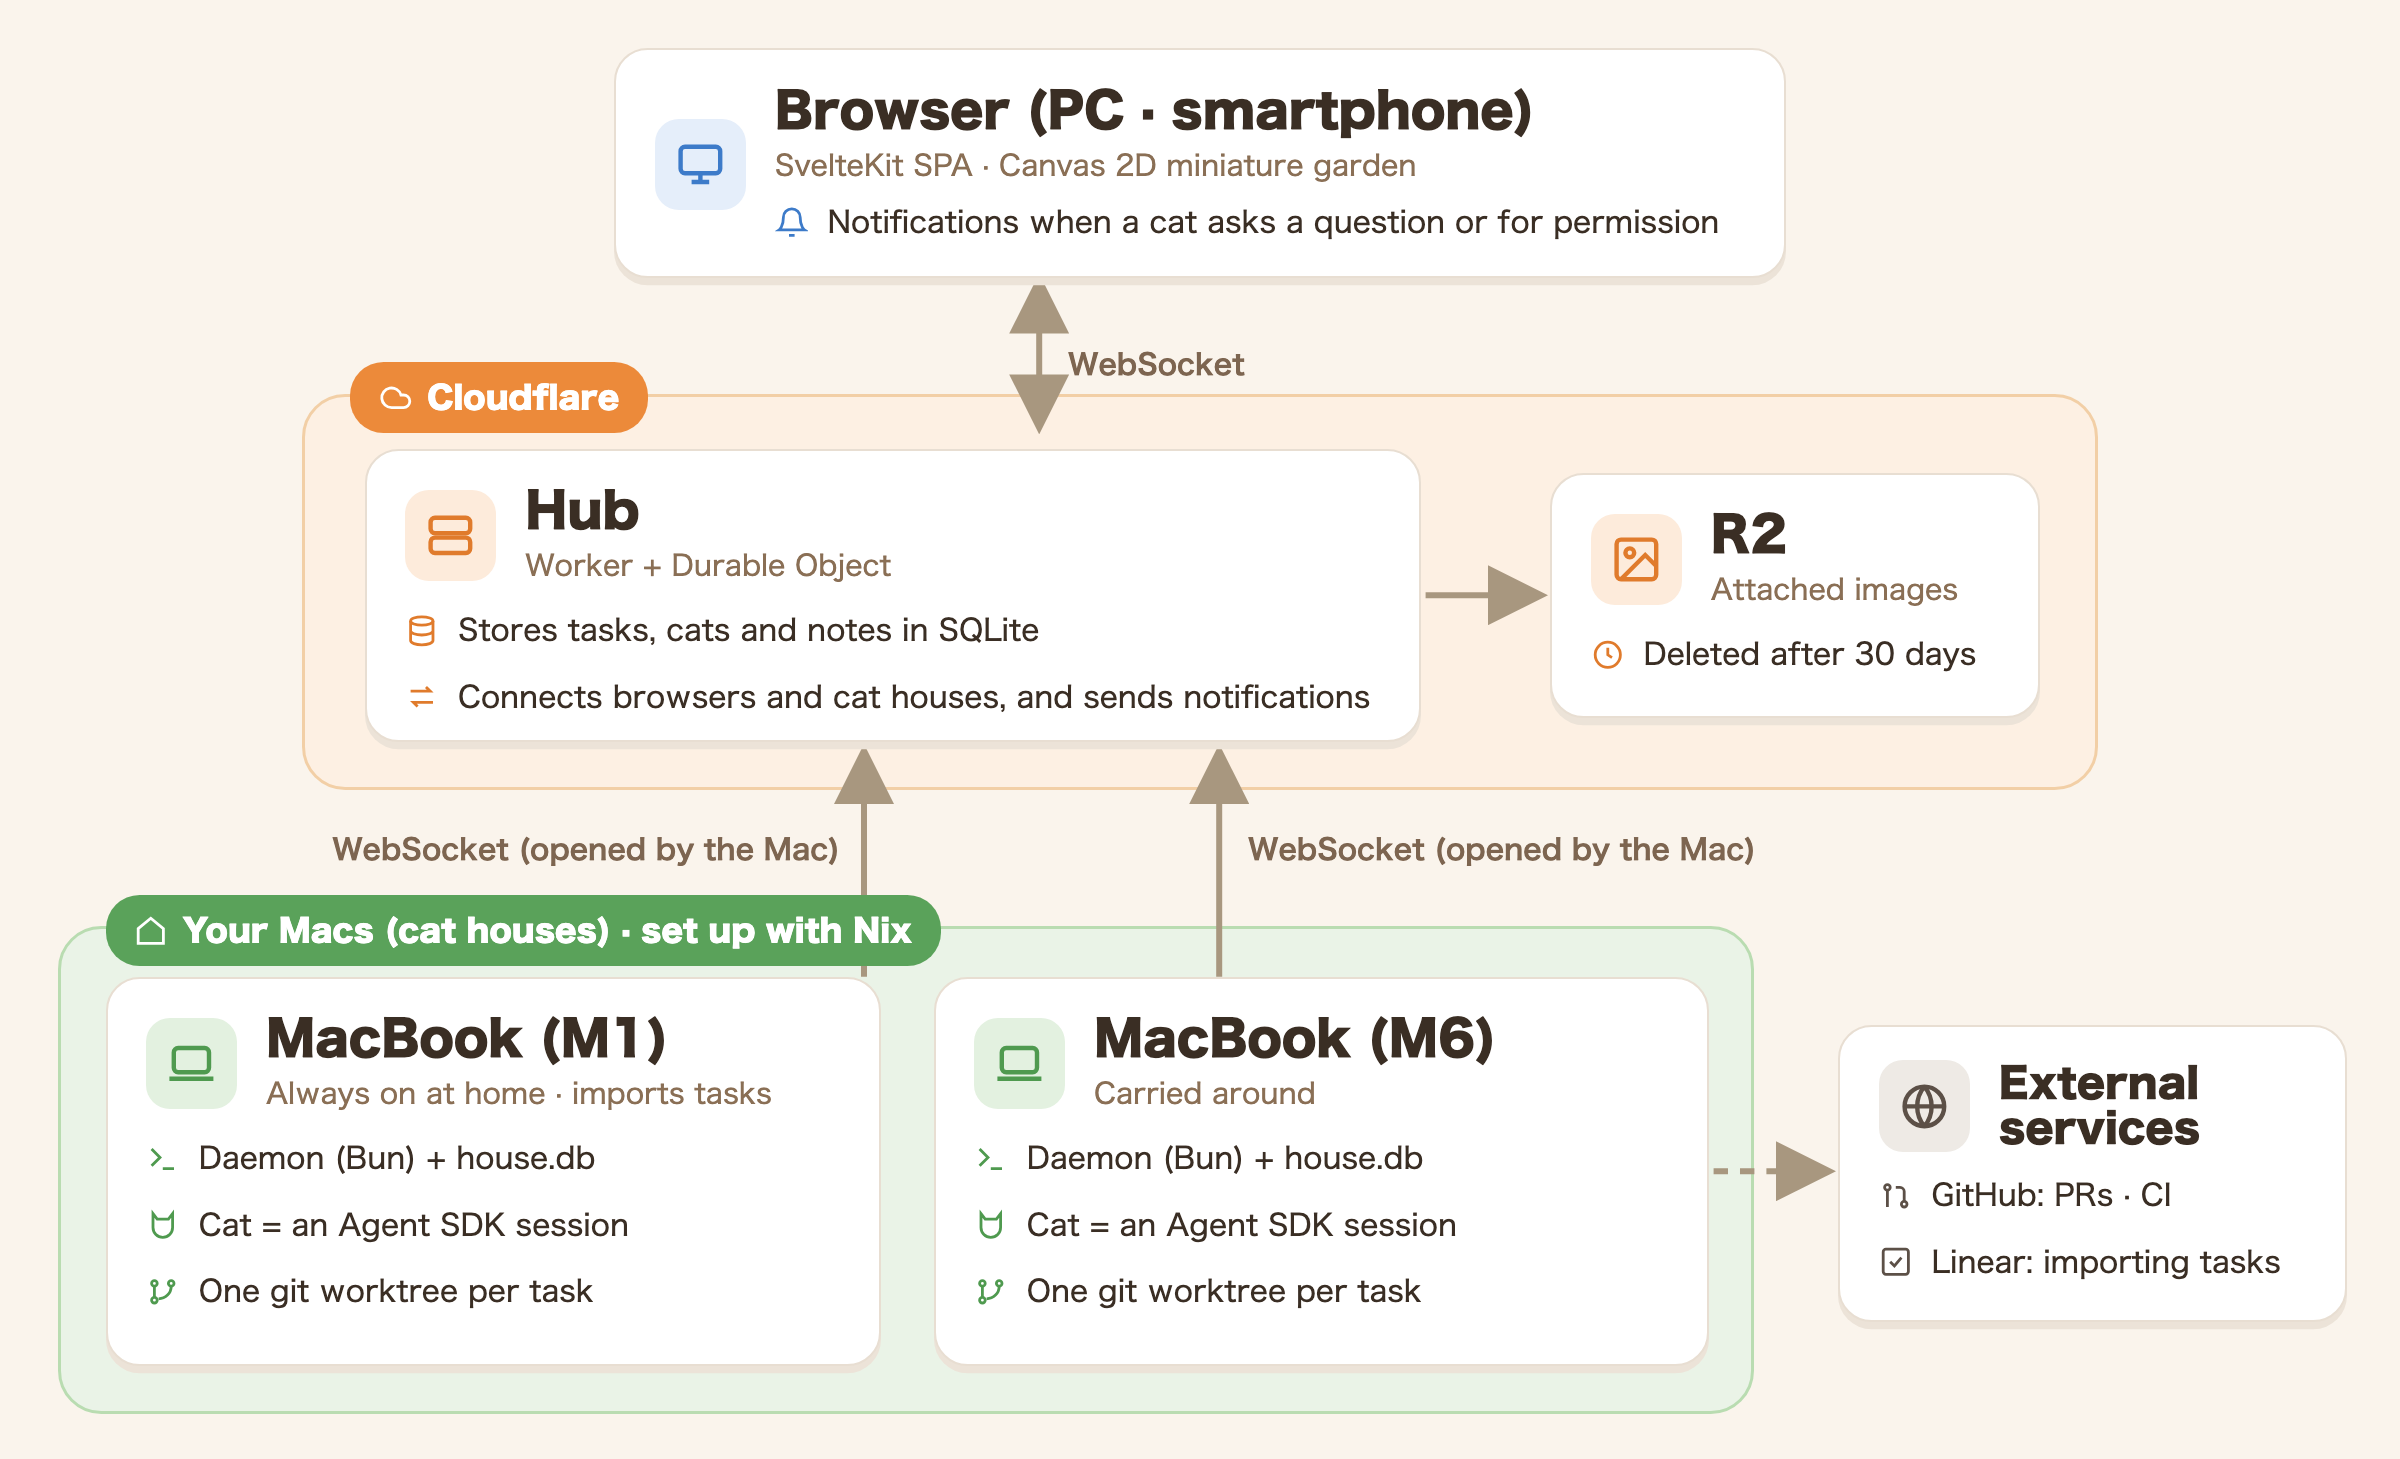 Browser (PC · smartphone)
SvelteKit SPA · Canvas 2D miniature garden
Notifications when a cat asks a question or for permission
WebSocket
Cloudflare
Hub
Worker + Durable Object
Stores tasks, cats and notes in SQLite
Connects browsers and cat houses, and sends notifications
R2
Attached images
Deleted after 30 days
WebSocket (opened by the Mac)
WebSocket (opened by the Mac)
Your Macs (cat houses) · set up with Nix
MacBook (M1)
Always on at home · imports tasks
Daemon (Bun) + house.db
Cat = an Agent SDK session
One git worktree per task
MacBook (M6)
Carried around
Daemon (Bun) + house.db
Cat = an Agent SDK session
One git worktree per task
External
services
GitHub: PRs · CI
Linear: importing tasks